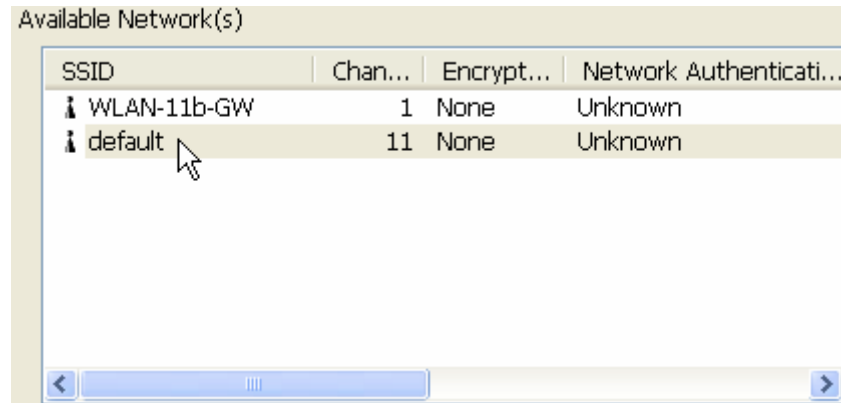 Available Network(s)
SSID Chan... Encrypt... Network Authenticati...
WLAN-11b-GW 1 None Unknown
default 11 None Unknown